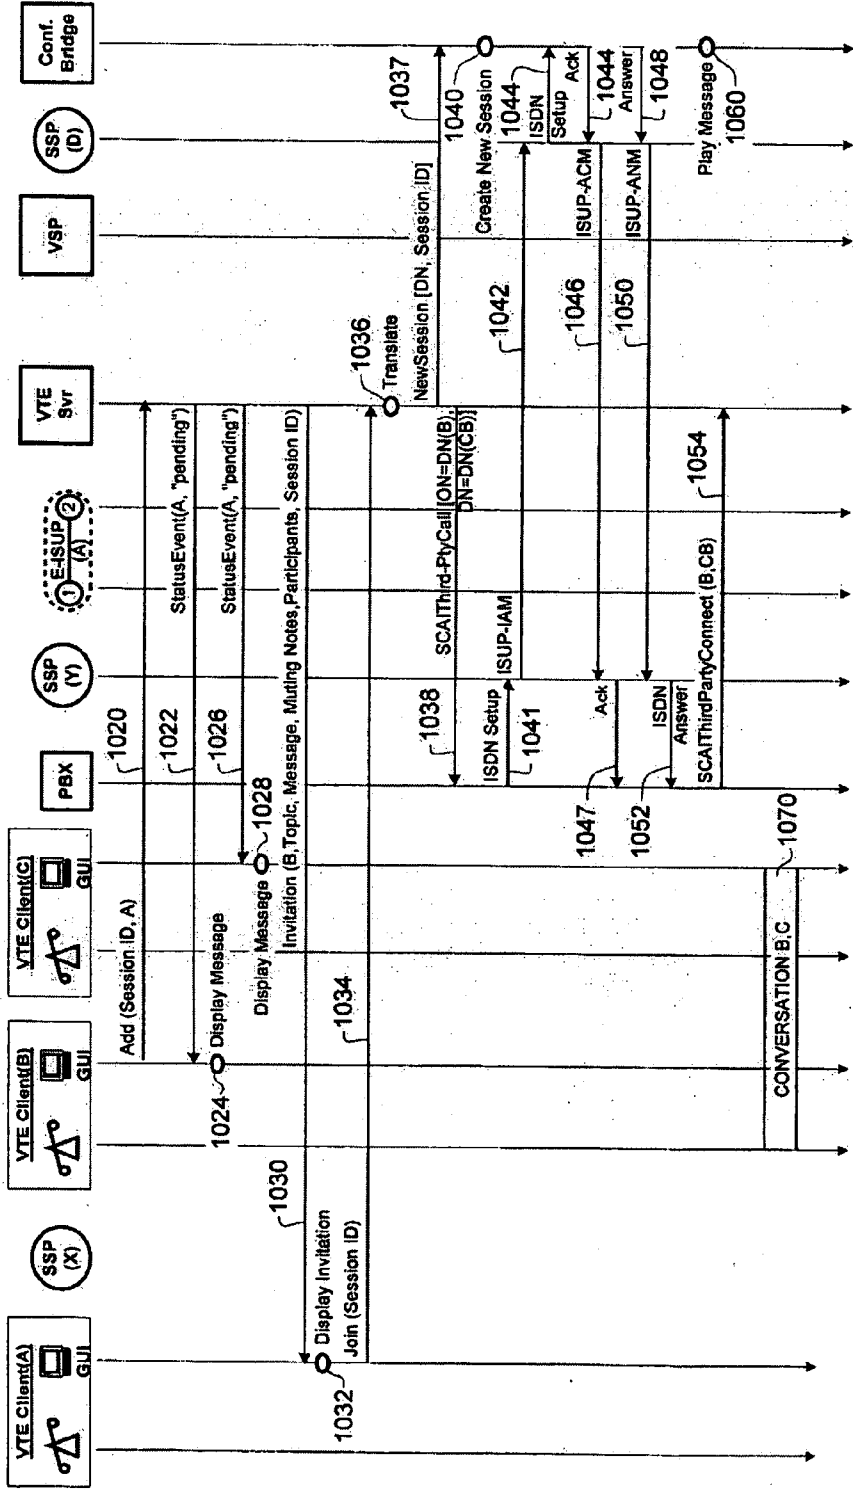 VTE Client(A)
GUI
SSP
(X)
VTE Client(B)
GUI
VTE Client(C)
GUI
PBX
SSP
(Y)
E-ISUP
(A)
1
2
VTE
Svr
VSP
SSP
(D)
Conf.
Bridge
Add (Session ID, A)
1020
1022
StatusEvent(A, "pending")
1024
Display Message
1026
StatusEvent(A, "pending")
Display Message
1028
1030
Invitation (B,Topic, Message, Muting Notes,Participants, Session ID)
Display Invitation
1032
Join (Session ID)
1034
1036
Translate
NewSession [DN, Session ID]
1037
1038
SCAIThird-PtyCall [ON=DN(B),
DN=DN(CB)]
1040
Create New Session
ISDN Setup
1041
ISUP-IAM
1042
1044
ISDN
Setup
Ack
1044
ISUP-ACM
1046
1047
Ack
Answer
1048
ISUP-ANM
1050
1052
ISDN
Answer
SCAIThirdPartyConnect (B,CB)
1054
Play Message
1060
CONVERSATION B,C
1070